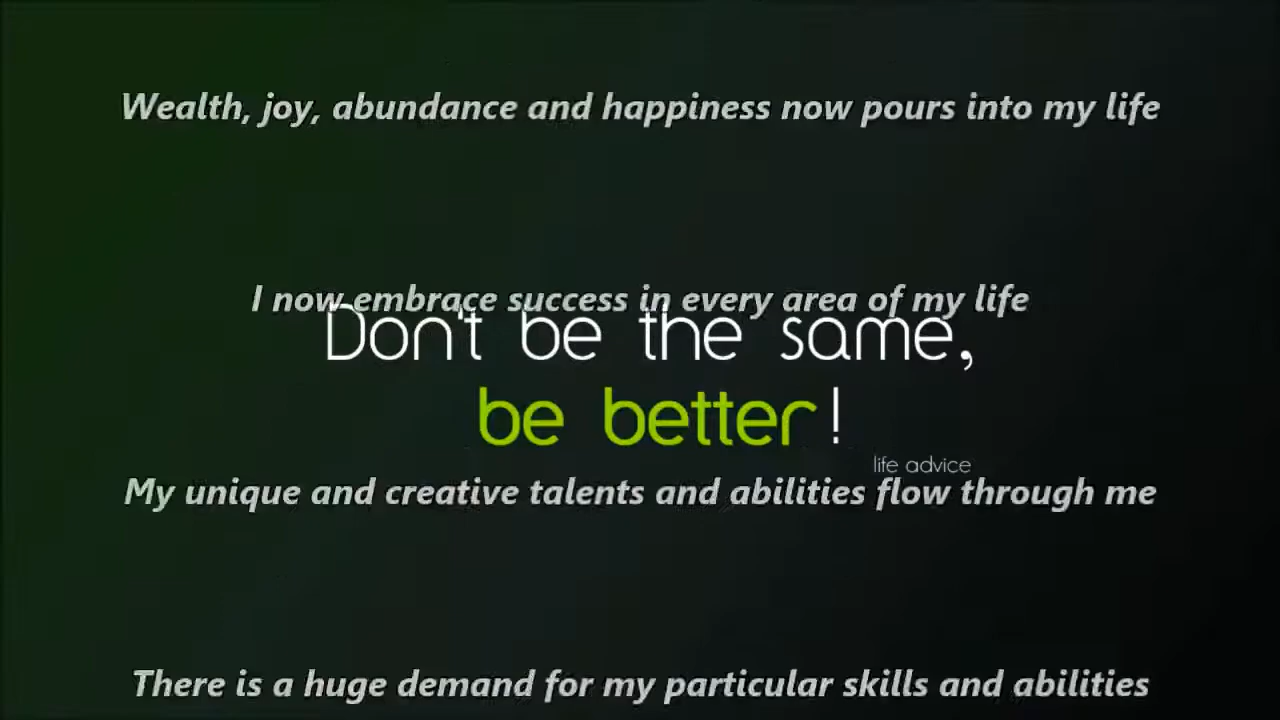 Wealth, joy, abundance and happiness now pours into my life
I now embrace success in every area of my life
Don't be the same,
be better!
life advice
My unique and creative talents and abilities flow through me
There is a huge demand for my particular skills and abilities